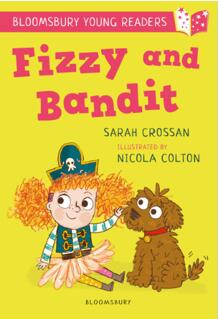 BLOOMSBURY YOUNG READERS
Fizzy and
Bandit
SARAH CROSSAN
ILLUSTRATED BY
NICOLA COLTON
BLOOMSBURY